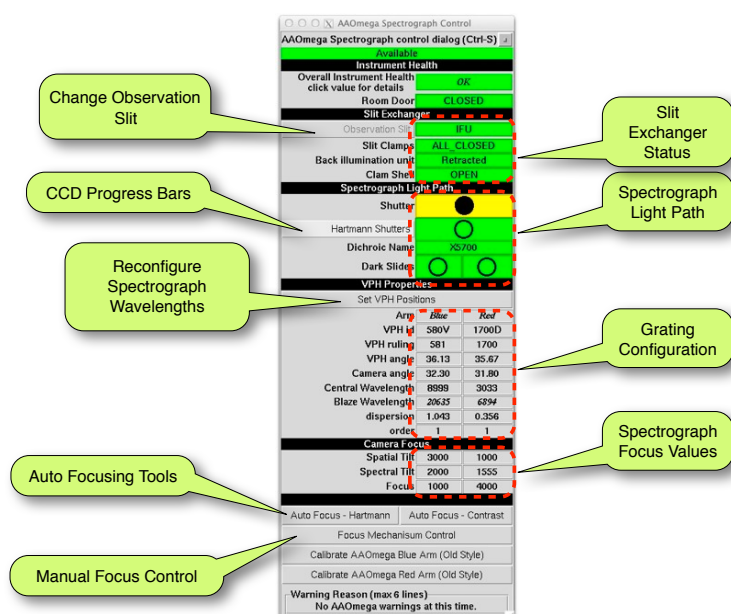 AAOmega Spectrograph Control
AAOmega Spectrograph control dialog (Ctrl-S)
Available
Instrument Health
Overall Instrument Health
click value for details
OK
Room Door CLOSED
Slit Exchanger
Observation Slit IFU
Slit Clamps ALL_CLOSED
Back illumination unit Retracted
Clam Shell OPEN
Spectrograph Light Path
Shutter
Hartmann Shutters
Dichroic Name X5700
Dark Slides
VPH Properties
Set VPH Positions
Arm Blue Red
VPH id 580V 1700D
VPH ruling 581 1700
VPH angle 36.13 35.67
Camera angle 32.30 31.80
Central Wavelength 8999 3033
Blaze Wavelength 20635 6894
dispersion 1.043 0.356
order 1 1
Camera Focus
Spatial Tilt 3000 1000
Spectral Tilt 2000 1555
Focus 1000 4000
Auto Focus - Hartmann Auto Focus - Contrast
Focus Mechanisum Control
Calibrate AAOmega Blue Arm (Old Style)
Calibrate AAOmega Red Arm (Old Style)
Warning Reason (max 6 lines)
No AAOmega warnings at this time.
Change Observation
Slit
CCD Progress Bars
Reconfigure
Spectrograph
Wavelengths
Auto Focusing Tools
Manual Focus Control
Slit
Exchanger
Status
Spectrograph
Light Path
Grating
Configuration
Spectrograph
Focus Values